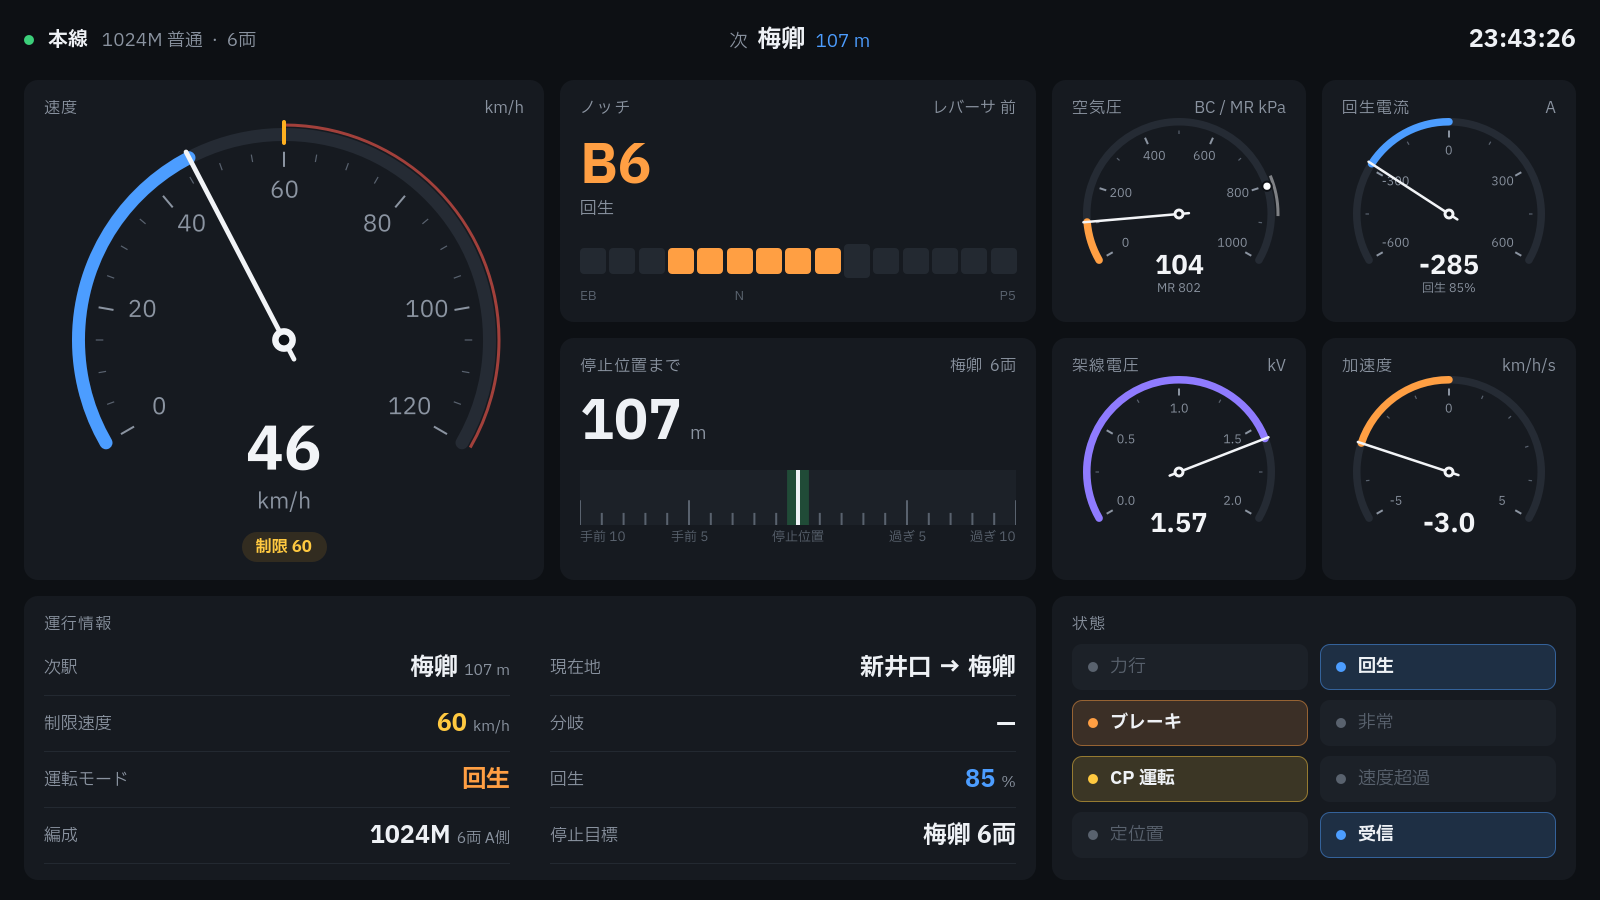 本線 1024M 普通 · 6両
次 梅郷 107 m
23:43:26
速度 km/h
0 20 40 60 80 100 120
46
km/h
制限 60
ノッチ レバーサ 前
B6
回生
EB N P5
空気圧 BC / MR kPa
0 200 400 600 800 1000
104
MR 802
回生電流 A
-600 -300 0 300 600
-285
回生 85%
停止位置まで 梅郷 6両
107 m
手前 10 手前 5 停止位置 過ぎ 5 過ぎ 10
架線電圧 kV
0.0 0.5 1.0 1.5 2.0
1.57
加速度 km/h/s
-5 0 5
-3.0
運行情報
次駅 梅郷 107 m
現在地 新井口 → 梅郷
制限速度 60 km/h
分岐 —
運転モード 回生
回生 85 %
編成 1024M 6両 A側
停止目標 梅郷 6両
状態
力行 回生
ブレーキ 非常
CP 運転 速度超過
定位置 受信